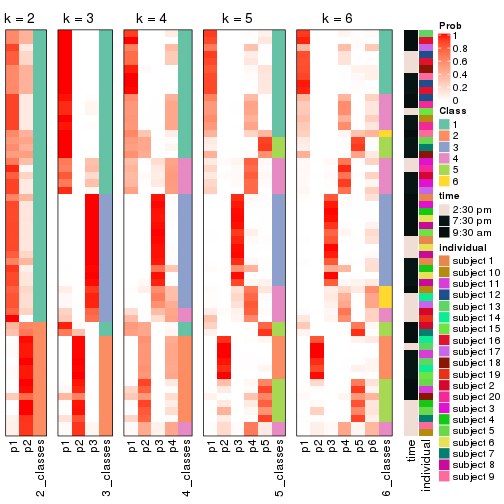 k = 2 k = 3 k = 4 k = 5 k = 6
Prob
1
0.8
0.6
0.4
0.2
0
Class
1
2
3
4
5
6
time
2:30 pm
7:30 pm
9:30 am
individual
subject 1
subject 10
subject 11
subject 12
subject 13
subject 14
subject 15
subject 16
subject 17
subject 18
subject 19
subject 2
subject 20
subject 3
subject 4
subject 5
subject 6
subject 7
subject 8
subject 9
p1 p2 2_classes p1 p2 p3 3_classes p1 p2 p3 p4 4_classes p1 p2 p3 p4 p5 5_classes p1 p2 p3 p4 p5 p6 6_classes time individual